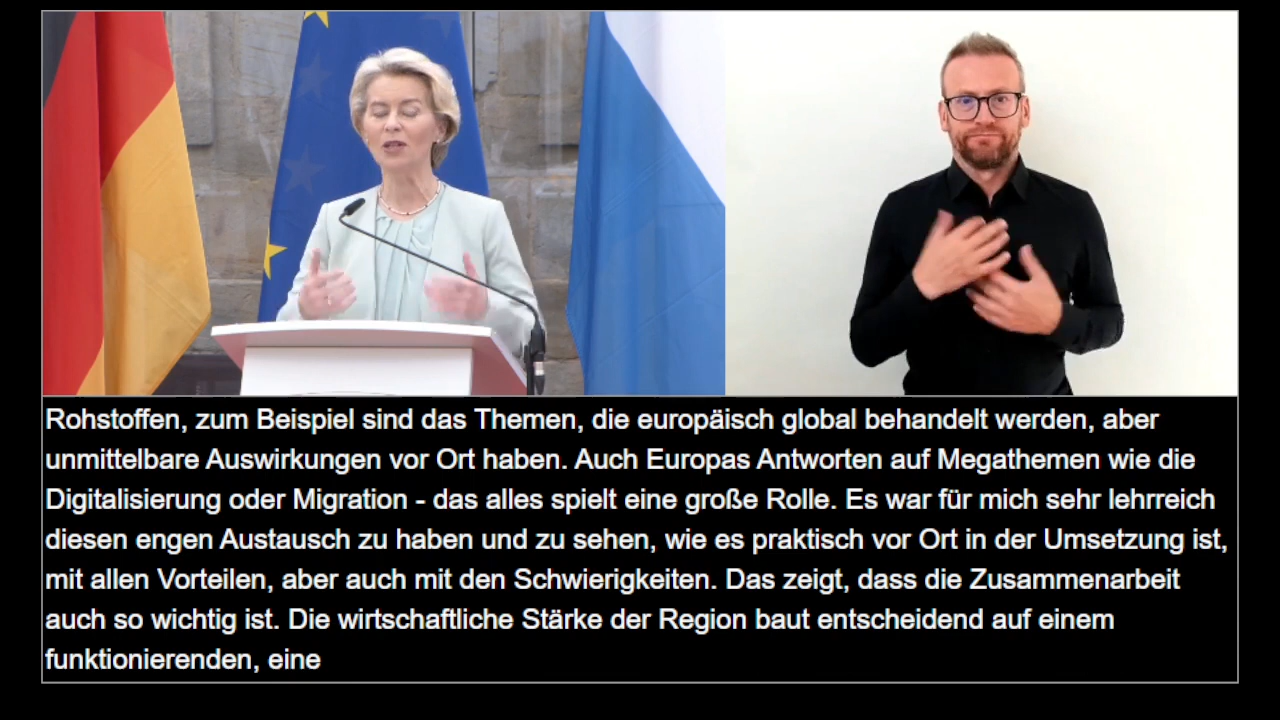 Rohstoffen, zum Beispiel sind das Themen, die europäisch global behandelt werden, aber
unmittelbare Auswirkungen vor Ort haben. Auch Europas Antworten auf Megathemen wie die
Digitalisierung oder Migration - das alles spielt eine große Rolle. Es war für mich sehr lehrreich
diesen engen Austausch zu haben und zu sehen, wie es praktisch vor Ort in der Umsetzung ist,
mit allen Vorteilen, aber auch mit den Schwierigkeiten. Das zeigt, dass die Zusammenarbeit
auch so wichtig ist. Die wirtschaftliche Stärke der Region baut entscheidend auf einem
funktionierenden, eine